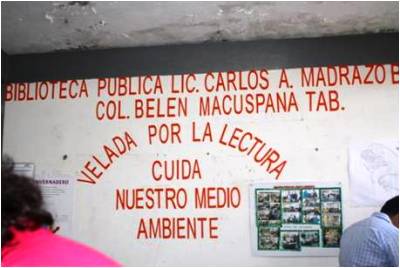 BIBLIOTECA PUBLICA LIC. CARLOS A. MADRAZO B
COL. BELEN MACUSPANA TAB.
VELADA POR LA LECTURA
CUIDA
NUESTRO MEDIO
AMBIENTE